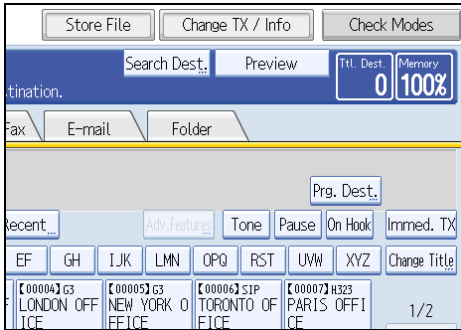 Store File Change TX / Info Check Modes
Search Dest. Preview Ttl. Dest. Memory
tination. 0 100%
Fax E-mail Folder
Prg. Dest.
Recent Adv.Features Tone Pause On Hook Immed. TX
EF GH IJK LMN OPQ RST UVW XYZ Change Title
【00004】G3 【00005】G3 【00006】SIP 【00007】H323
F LONDON OFF NEW YORK O TORONTO OF PARIS OFFI 1/2
ICE FFICE FICE CE